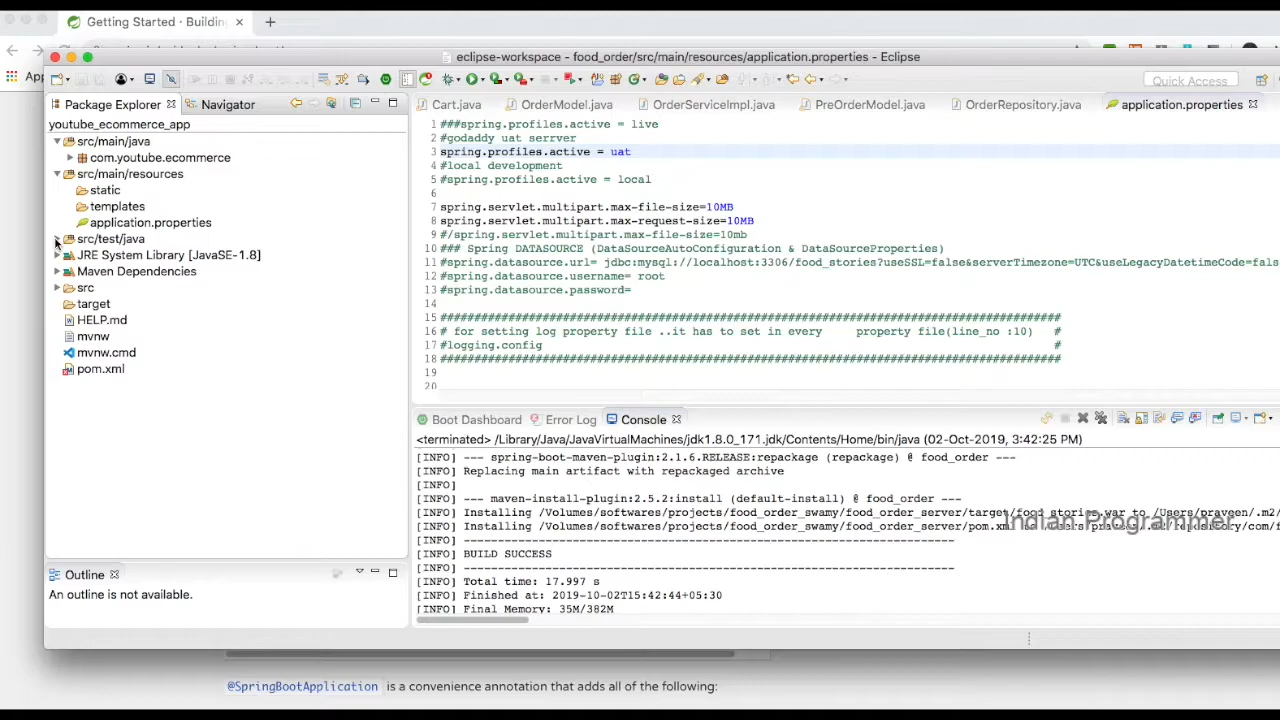 Getting Started · Buildin
eclipse-workspace - food_order/src/main/resources/application.properties - Eclipse
Quick Access
Package Explorer
Navigator
Cart.java
OrderModel.java
OrderServiceImpl.java
PreOrderModel.java
OrderRepository.java
application.properties
youtube_ecommerce_app
src/main/java
com.youtube.ecommerce
src/main/resources
static
templates
application.properties
src/test/java
JRE System Library [JavaSE-1.8]
Maven Dependencies
src
target
HELP.md
mvnw
mvnw.cmd
pom.xml
1 ###spring.profiles.active = live
2 #godaddy uat serrver
3 spring.profiles.active = uat
4 #local development
5 #spring.profiles.active = local
6
7 spring.servlet.multipart.max-file-size=10MB
8 spring.servlet.multipart.max-request-size=10MB
9 #/spring.servlet.multipart.max-file-size=10mb
10 ### Spring DATASOURCE (DataSourceAutoConfiguration & DataSourceProperties)
11 #spring.datasource.url= jdbc:mysql://localhost:3306/food_stories?useSSL=false&serverTimezone=UTC&useLegacyDatetimeCode=fals
12 #spring.datasource.username= root
13 #spring.datasource.password=
14
15 ###########################################################################################
16 # for setting log property file ..it has to set in every property file(line_no :10) #
17 #logging.config #
18 ###########################################################################################
19
20
Boot Dashboard
Error Log
Console
<terminated> /Library/Java/JavaVirtualMachines/jdk1.8.0_171.jdk/Contents/Home/bin/java (02-Oct-2019, 3:42:25 PM)
[INFO] --- spring-boot-maven-plugin:2.1.6.RELEASE:repackage (repackage) @ food_order ---
[INFO] Replacing main artifact with repackaged archive
[INFO]
[INFO] --- maven-install-plugin:2.5.2:install (default-install) @ food_order ---
[INFO] Installing /Volumes/softwares/projects/food_order_swamy/food_order_server/target/food_stories.war to /Users/praveen/.m2/
[INFO] Installing /Volumes/softwares/projects/food_order_swamy/food_order_server/pom.xml
Indian Programmer
[INFO] ------------------------------------------------------------------------
[INFO] BUILD SUCCESS
[INFO] ------------------------------------------------------------------------
[INFO] Total time: 17.997 s
[INFO] Finished at: 2019-10-02T15:42:44+05:30
[INFO] Final Memory: 35M/382M
Outline
An outline is not available.
@SpringBootApplication is a convenience annotation that adds all of the following: